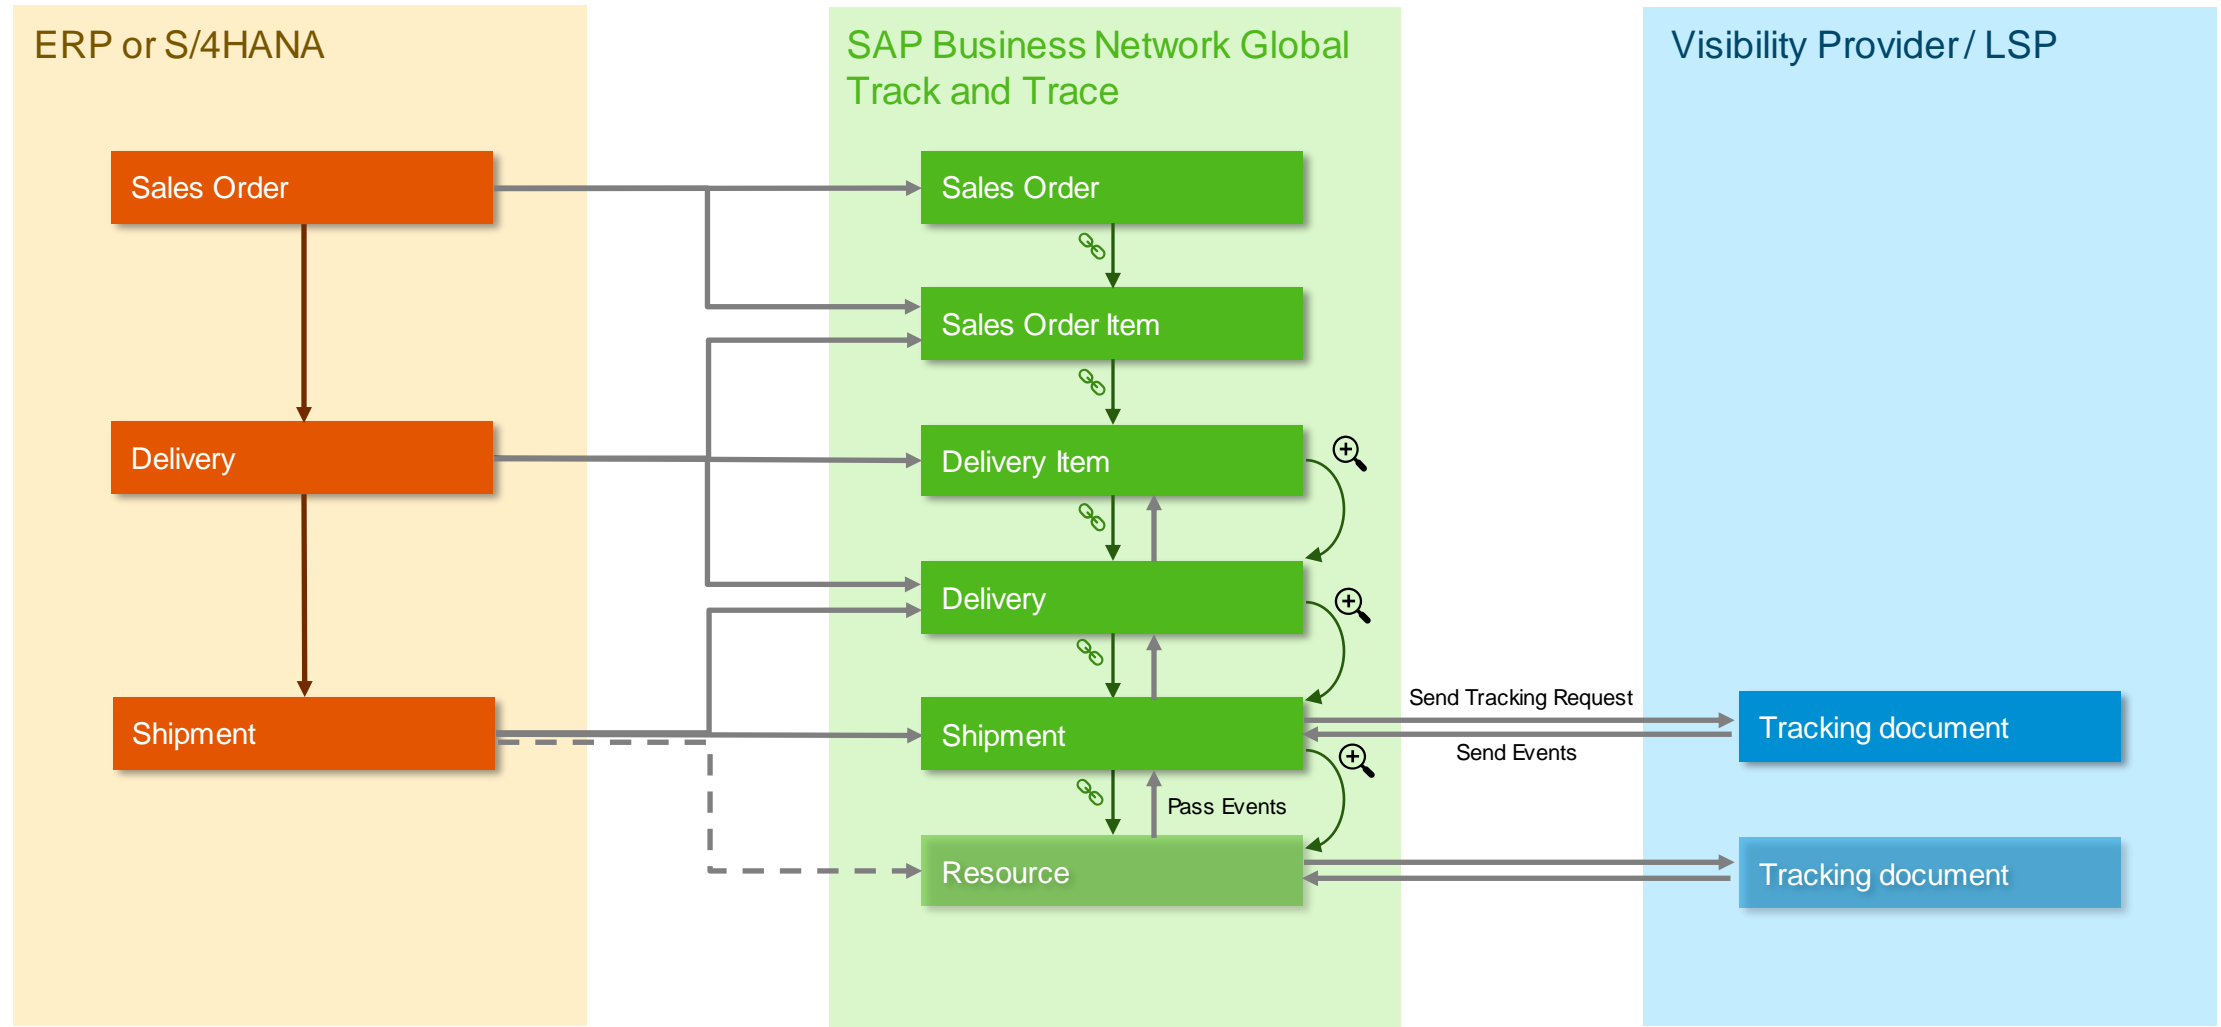 ERP or S/4HANA
Sales Order
Delivery
Shipment
SAP Business Network Global
Track and Trace
Sales Order
Sales Order Item
Delivery Item
Delivery
Shipment
Pass Events
Resource
Send Tracking Request
Send Events
Visibility Provider / LSP
Tracking document
Tracking document